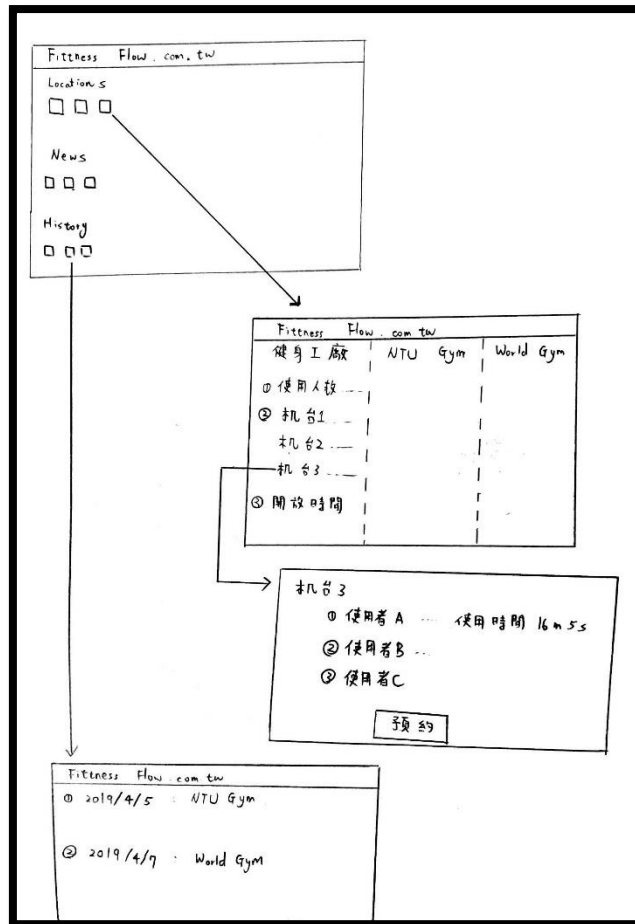 Fittness Flow.com.tw
Locations
News
History
Fittness Flow.com tw
健身工廠 NTU Gym World Gym
① 使用人数 ......
② 机台1 ......
机台2 ......
机台3 ......
③ 開放時間
机台3
① 使用者A ... 使用時間 16m 5s
② 使用者B ...
③ 使用者C
預約
Fittness Flow.com tw
① 2019/4/5 : NTU Gym
② 2019/4/7 : World Gym